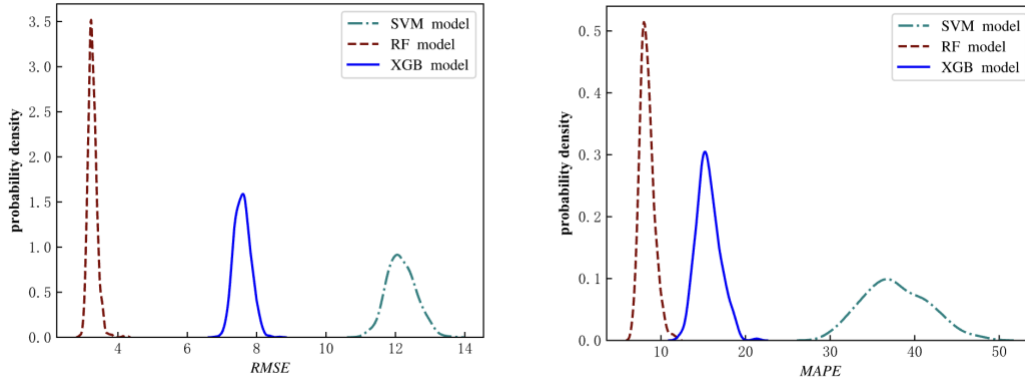 SVM model
RF model
XGB model
probability density
3.5
3.0
2.5
2.0
1.5
1.0
0.5
0.0
4
6
8
10
12
14
RMSE
SVM model
RF model
XGB model
probability density
0.5
0.4
0.3
0.2
0.1
0.0
10
20
30
40
50
MAPE